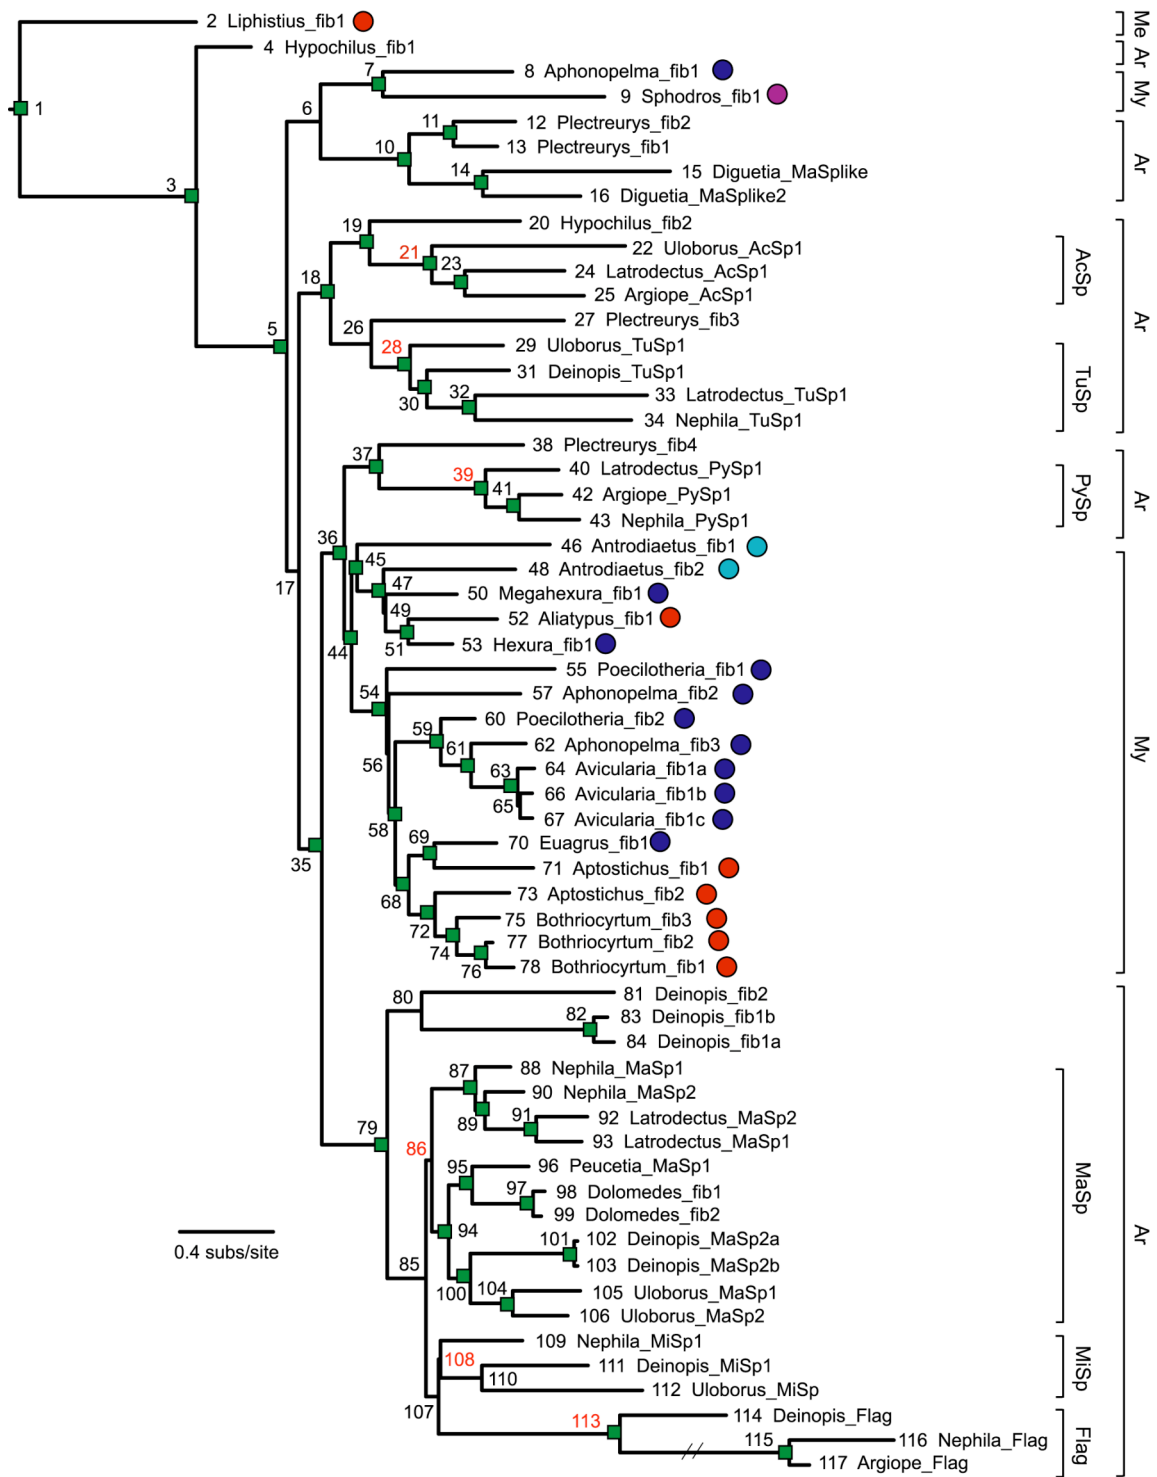 2 Liphistius_fib1
Me
4 Hypochilus_fib1
Ar
7
8 Aphonopelma_fib1
My
9 Sphodros_fib1
1
6
11
12 Plectreurys_fib2
Ar
10
13 Plectreurys_fib1
14
15 Diguetia_MaSplike
3
16 Diguetia_MaSplike2
19
20 Hypochilus_fib2
21
22 Uloborus_AcSp1
AcSp
23
24 Latrodectus_AcSp1
18
25 Argiope_AcSp1
Ar
5
26
27 Plectreurys_fib3
28
29 Uloborus_TuSp1
TuSp
31 Deinopis_TuSp1
30
32
33 Latrodectus_TuSp1
34 Nephila_TuSp1
37
38 Plectreurys_fib4
39
40 Latrodectus_PySp1
PySp
Ar
41
42 Argiope_PySp1
43 Nephila_PySp1
36
46 Antrodiaetus_fib1
45
48 Antrodiaetus_fib2
17
47
50 Megahexura_fib1
49
52 Aliatypus_fib1
44
51
53 Hexura_fib1
55 Poecilotheria_fib1
54
57 Aphonopelma_fib2
59
60 Poecilotheria_fib2
My
61
62 Aphonopelma_fib3
56
63
64 Avicularia_fib1a
66 Avicularia_fib1b
65
67 Avicularia_fib1c
58
69
70 Euagrus_fib1
35
71 Aptostichus_fib1
68
73 Aptostichus_fib2
72
75 Bothriocyrtum_fib3
74
77 Bothriocyrtum_fib2
76
78 Bothriocyrtum_fib1
80
81 Deinopis_fib2
82
83 Deinopis_fib1b
84 Deinopis_fib1a
87
88 Nephila_MaSp1
90 Nephila_MaSp2
89
91
92 Latrodectus_MaSp2
79
93 Latrodectus_MaSp1
86
95
96 Peucetia_MaSp1
MaSp
97
98 Dolomedes_fib1
99 Dolomedes_fib2
94
Ar
0.4 subs/site
101
102 Deinopis_MaSp2a
85
103 Deinopis_MaSp2b
100
104
105 Uloborus_MaSp1
106 Uloborus_MaSp2
109 Nephila_MiSp1
108
111 Deinopis_MiSp1
MiSp
110
112 Uloborus_MiSp
107
113
114 Deinopis_Flag
Flag
115
116 Nephila_Flag
117 Argiope_Flag